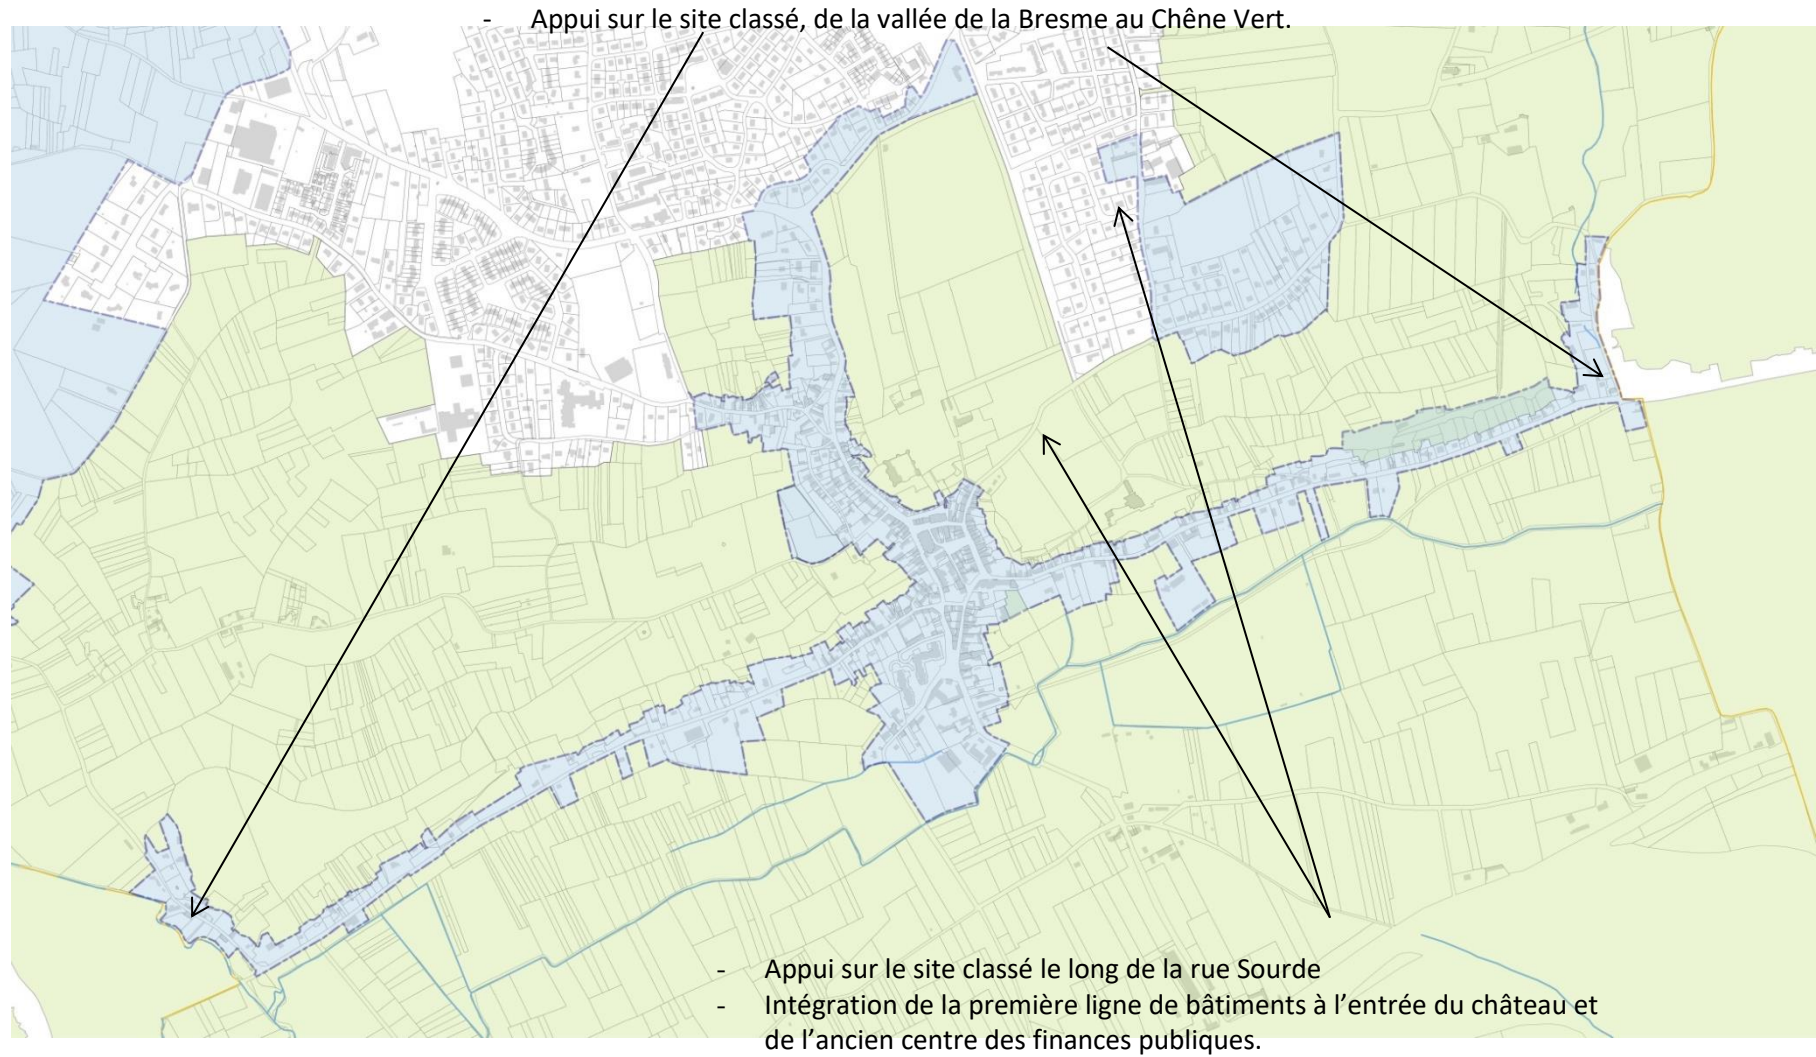 - Appui sur le site classé, de la vallée de la Bresme au Chêne Vert.
- Appui sur le site classé le long de la rue Sourde
- Intégration de la première ligne de bâtiments à l’entrée du château et
de l’ancien centre des finances publiques.